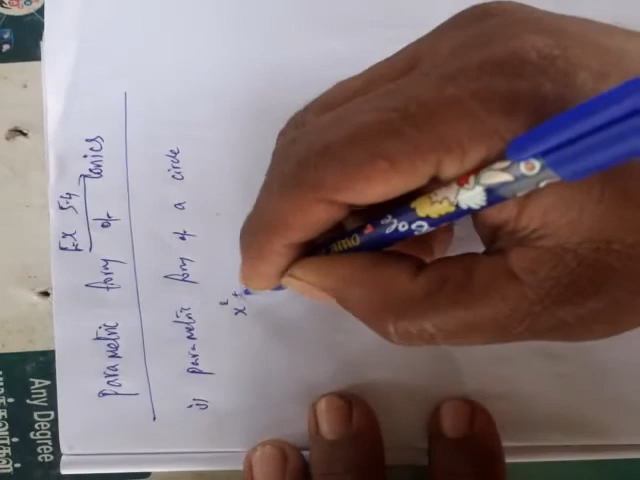 Ex 5.4
Parametric form of Conics
i) parametric form of a circle
x² +
Any Degree